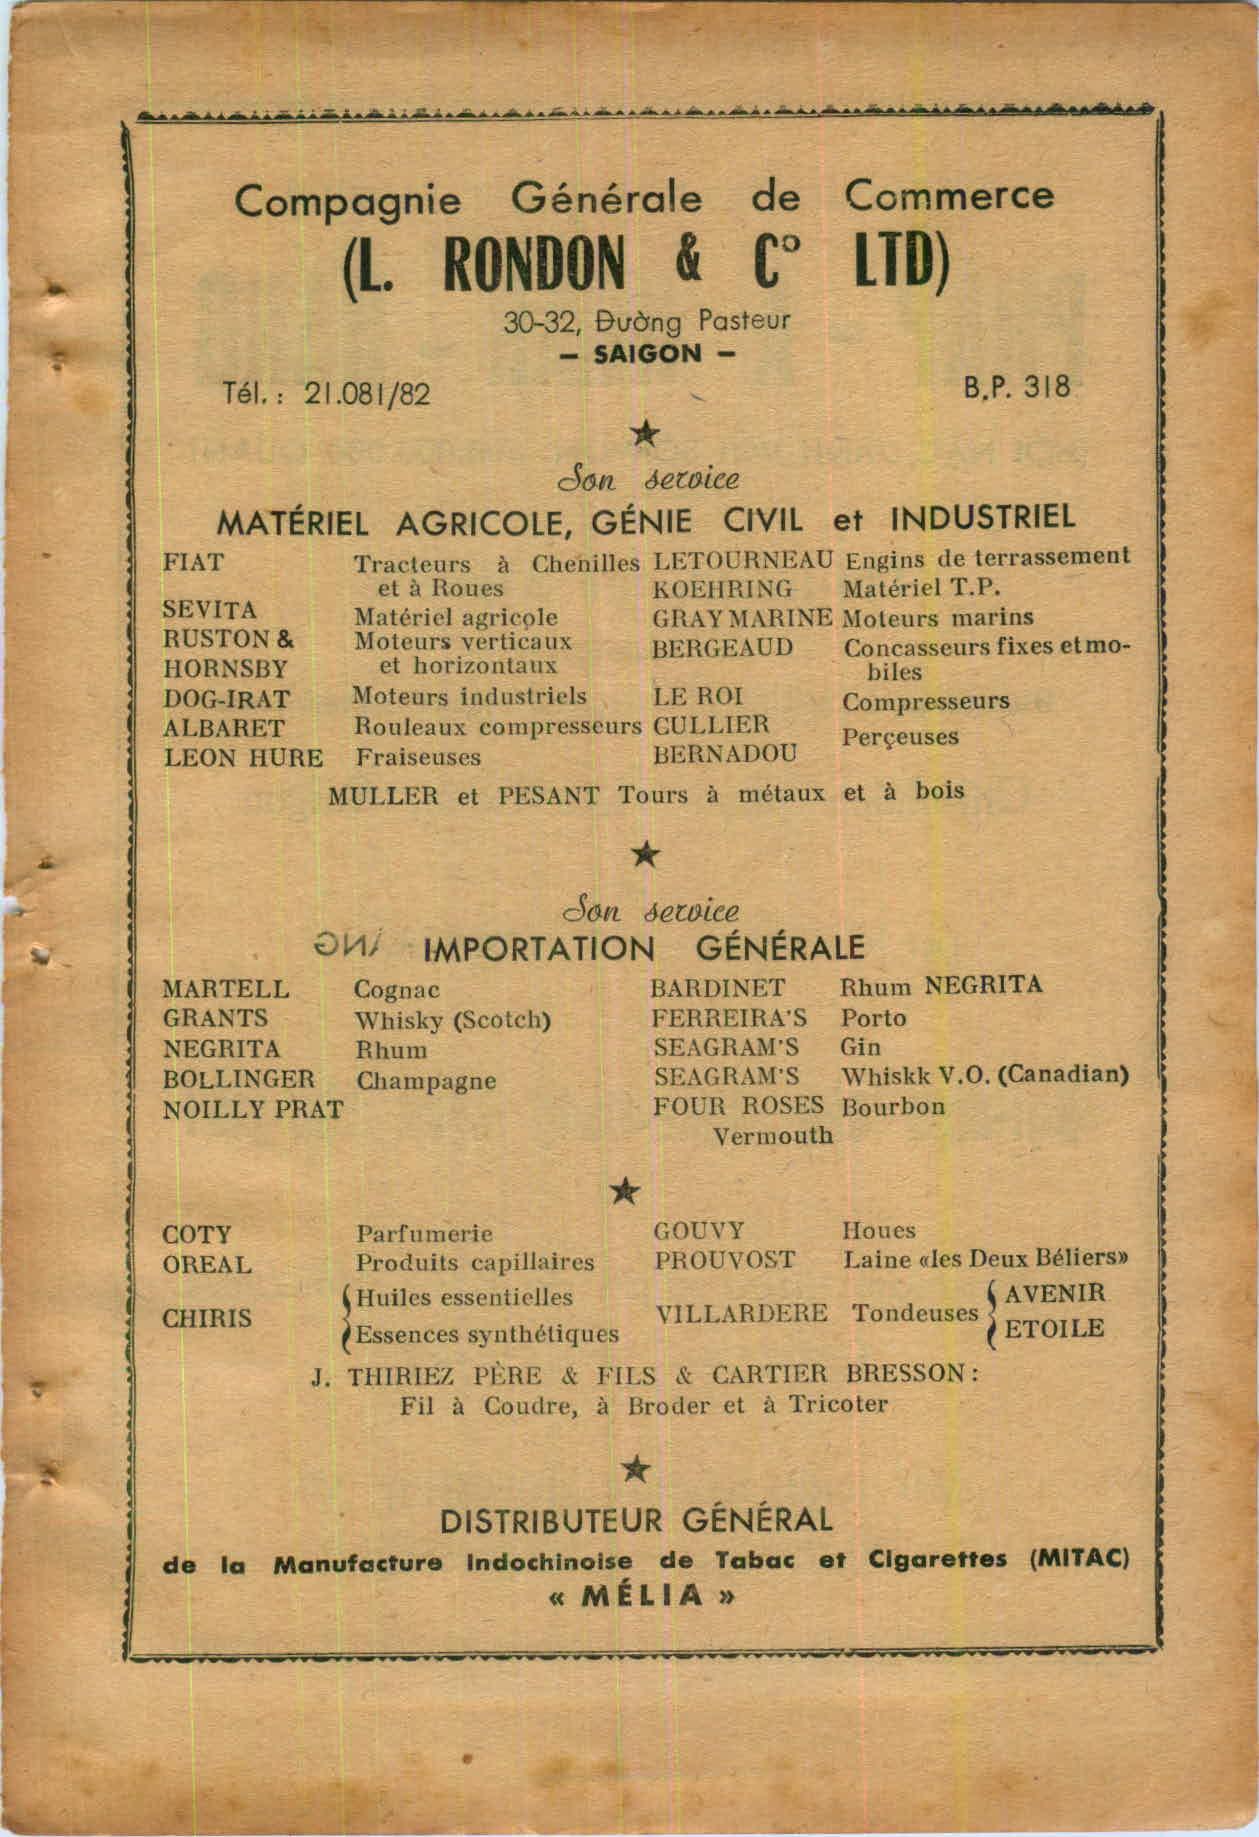 Compagnie Générale de Commerce
(L. RONDON & Cº LTD)
30-32, Đường Pasteur
– SAIGON –
Tél. : 21.081/82 B.P. 318
Son service
MATÉRIEL AGRICOLE, GÉNIE CIVIL et INDUSTRIEL
FIAT Tracteurs à Chenilles
et à Roues
SEVITA Matériel agricole
RUSTON & Moteurs verticaux
HORNSBY et horizontaux
DOG-IRAT Moteurs industriels
ALBARET Rouleaux compresseurs
LEON HURE Fraiseuses
LETOURNEAU Engins de terrassement
KOEHRING Matériel T.P.
GRAY MARINE Moteurs marins
BERGEAUD Concasseurs fixes et mo-
biles
LE ROI Compresseurs
CULLIER Perçeuses
BERNADOU
MULLER et PESANT Tours à métaux et à bois
Son service
IMPORTATION GÉNÉRALE
MARTELL Cognac
GRANTS Whisky (Scotch)
NEGRITA Rhum
BOLLINGER Champagne
NOILLY PRAT
BARDINET Rhum NEGRITA
FERREIRA'S Porto
SEAGRAM'S Gin
SEAGRAM'S Whiskk V.O. (Canadian)
FOUR ROSES Bourbon
Vermouth
COTY Parfumerie
OREAL Produits capillaires
CHIRIS Huiles essentielles
Essences synthétiques
GOUVY Houes
PROUVOST Laine «les Deux Béliers»
VILLARDERE Tondeuses AVENIR
ETOILE
J. THIRIEZ PÈRE & FILS & CARTIER BRESSON :
Fil à Coudre, à Broder et à Tricoter
DISTRIBUTEUR GÉNÉRAL
de la Manufacture Indochinoise de Tabac et Cigarettes (MITAC)
« MÉLIA »